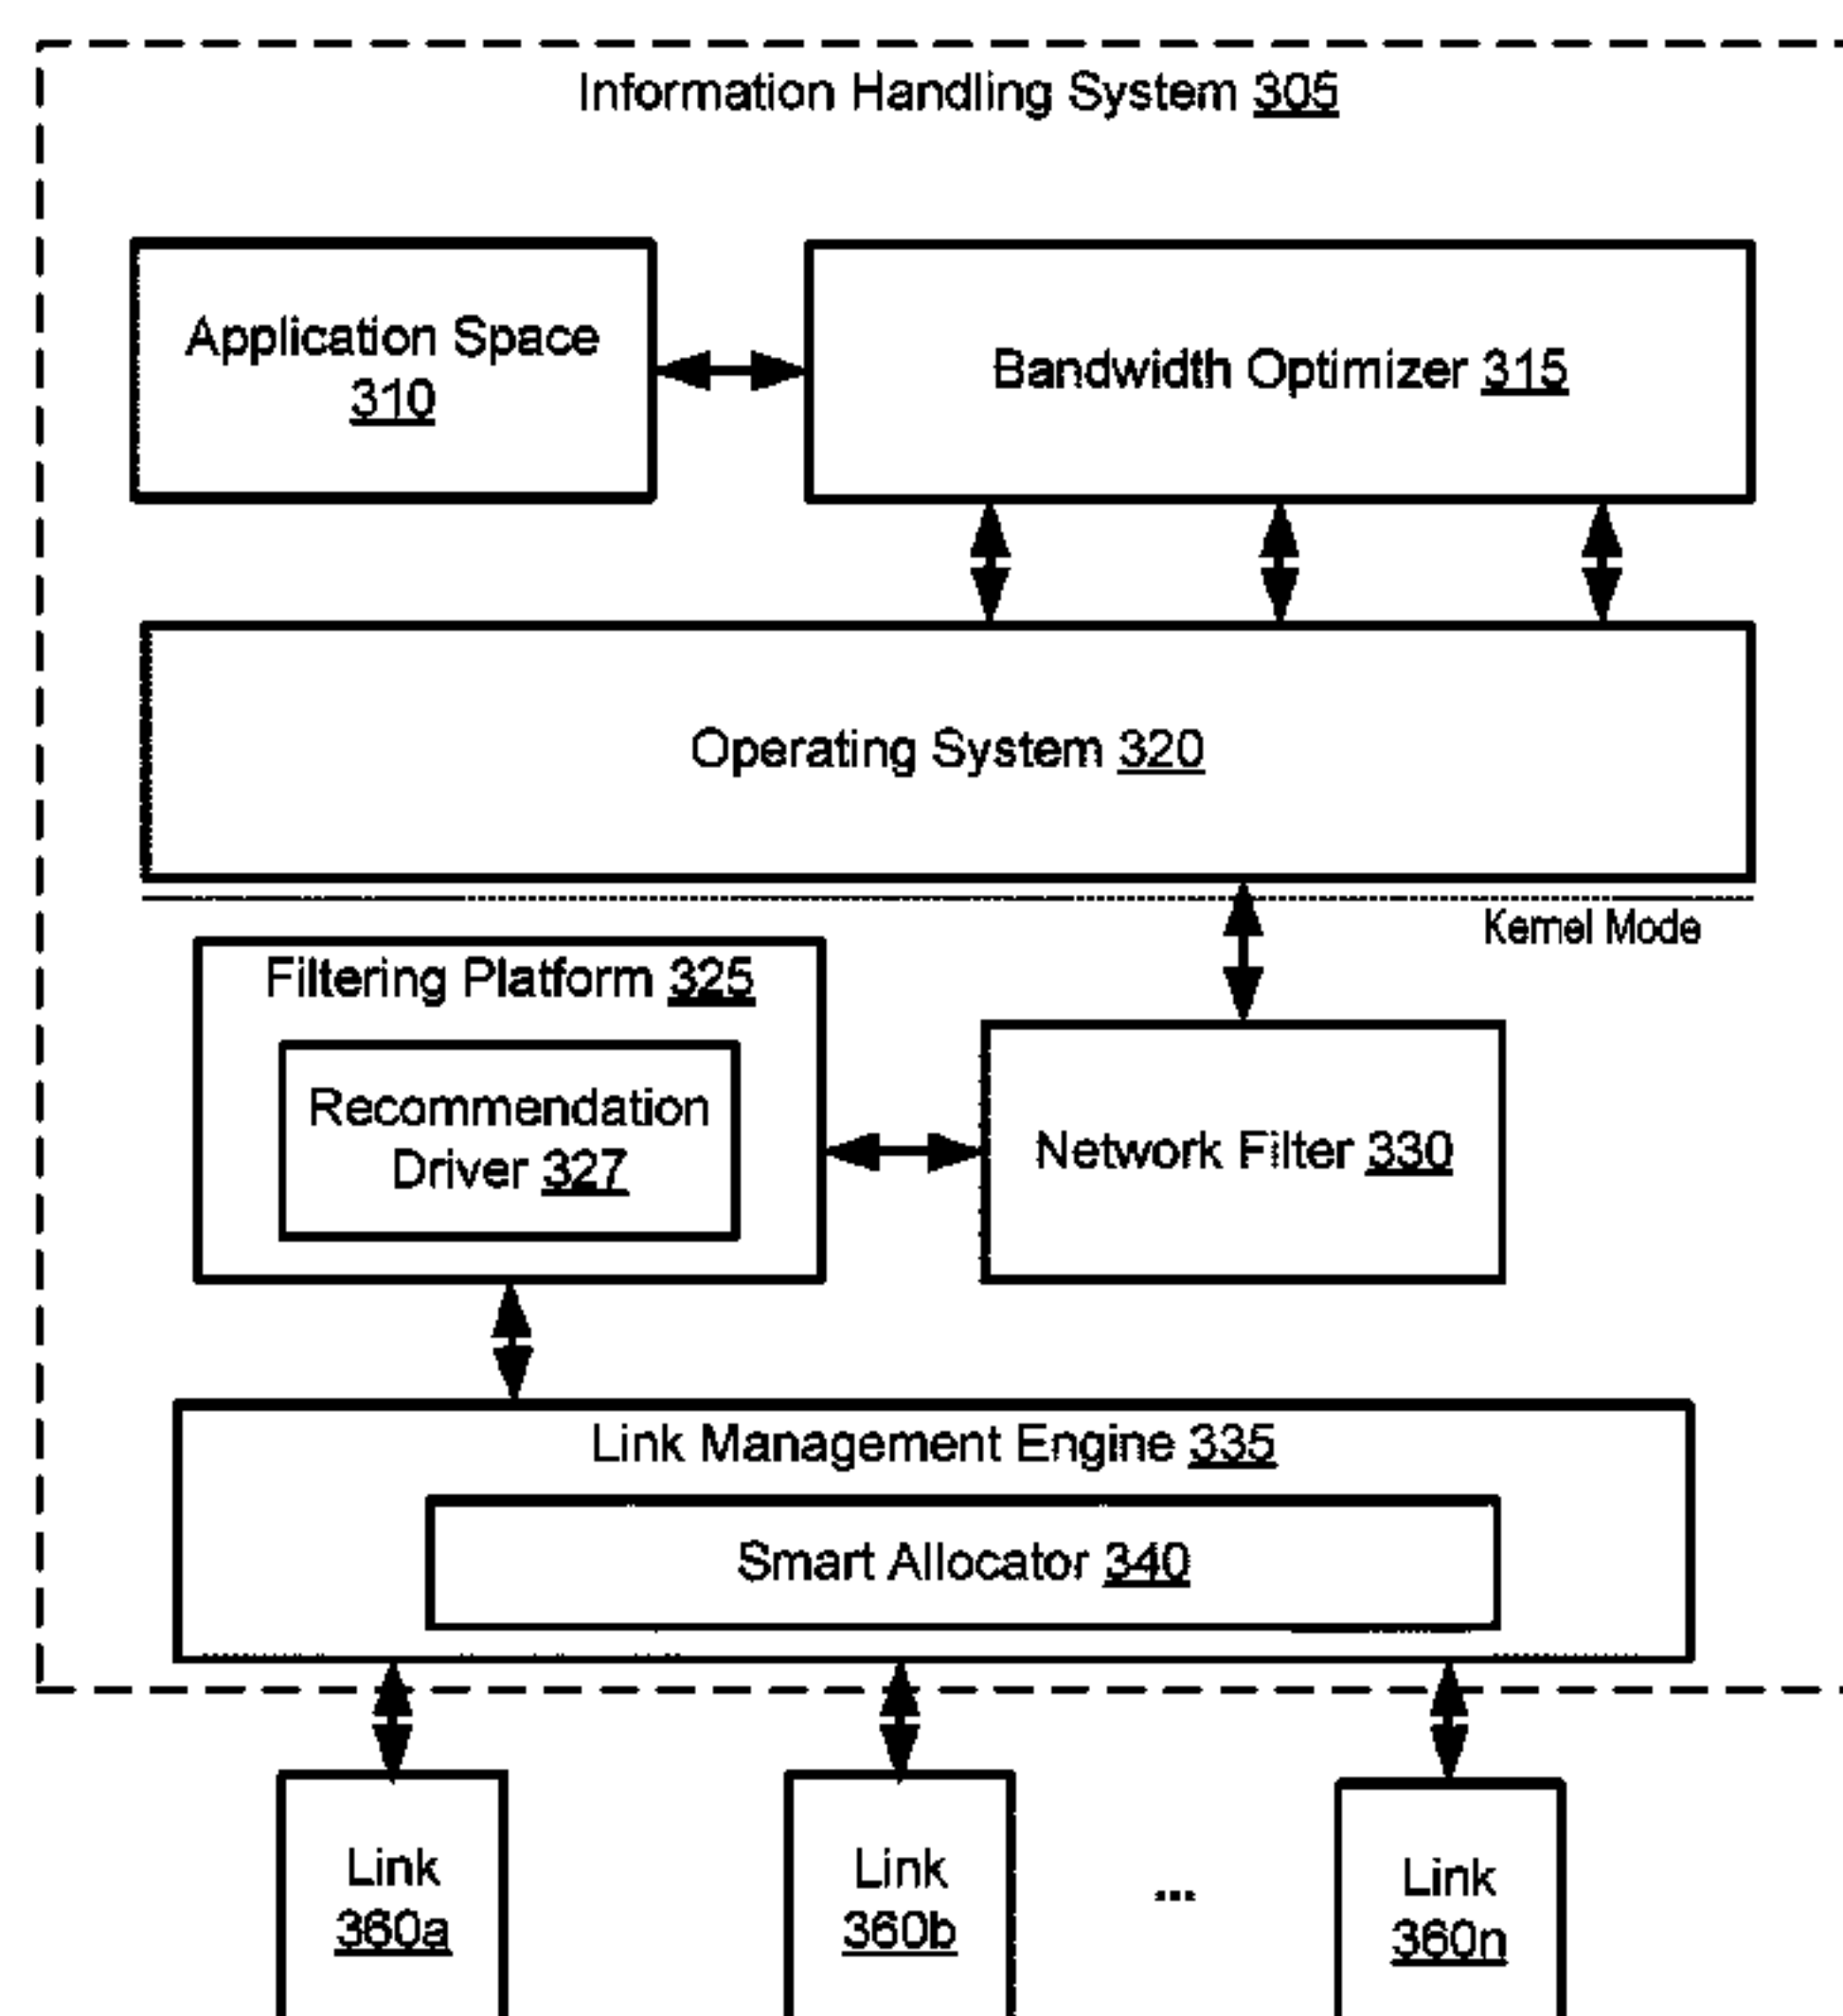 Information Handling System 305
Application Space
310
Bandwidth Optimizer 315
Operating System 320
Kernel Mode
Filtering Platform 325
Recommendation
Driver 327
Network Filter 330
Link Management Engine 335
Smart Allocator 340
Link
360a
Link
360b
...
Link
360n